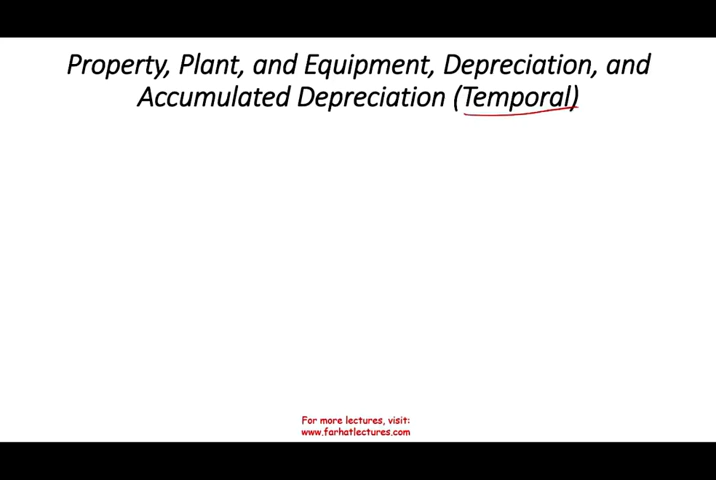 Property, Plant, and Equipment, Depreciation, and
Accumulated Depreciation (Temporal)
For more lectures, visit:
www.farhatlectures.com